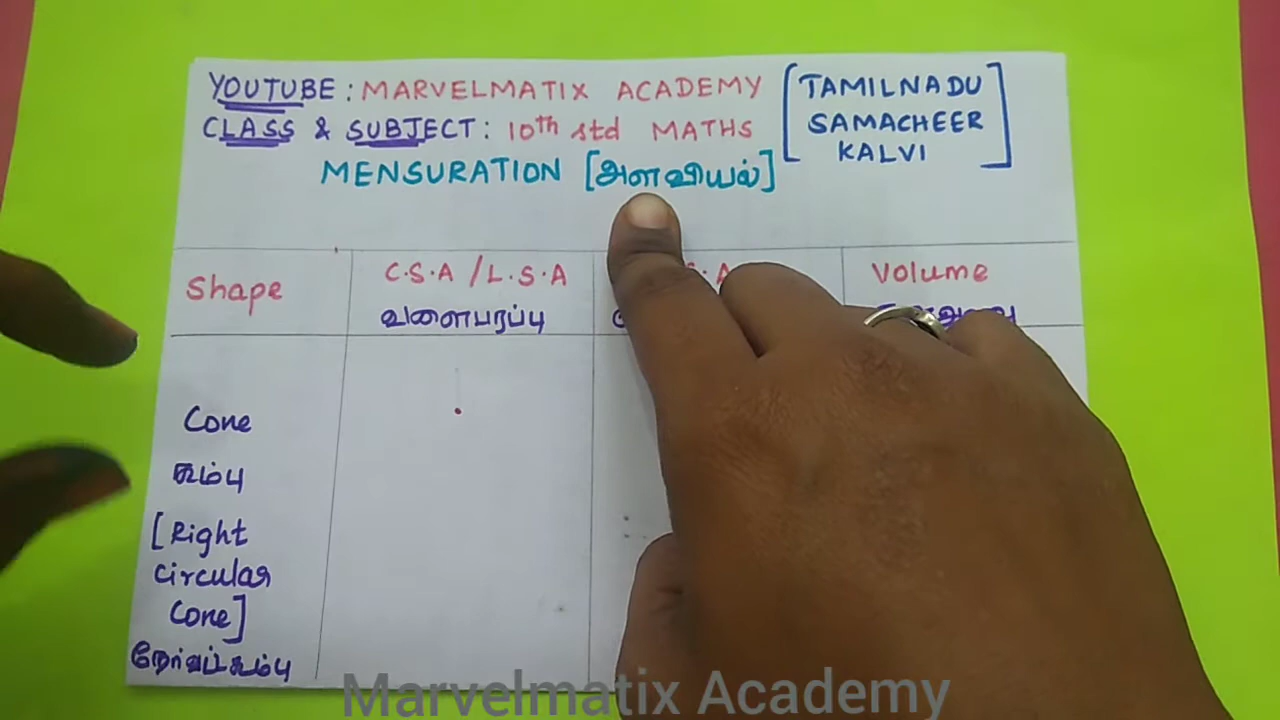 YOUTUBE : MARVELMATIX ACADEMY
CLASS & SUBJECT : 10th std MATHS
[TAMILNADU
SAMACHEER
KALVI]
MENSURATION [அளவியல்]
Shape
C.S.A / L.S.A
வளைபரப்பு
S.A
Volume
Cone
கூம்பு
[Right
circular
Cone]
நேர்வட்டகூம்பு
Marvelmatix Academy